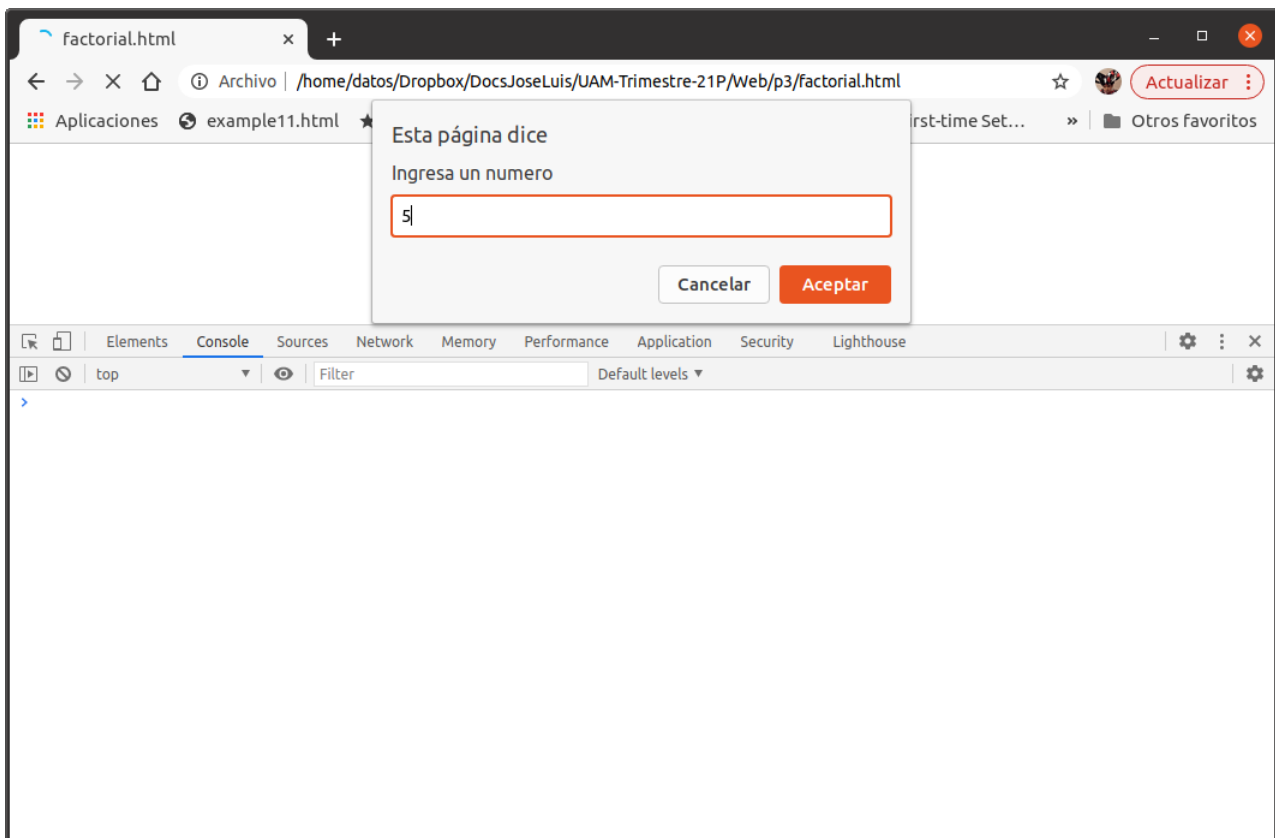 factorial.html
Archivo /home/datos/Dropbox/DocsJoseLuis/UAM-Trimestre-21P/Web/p3/factorial.html Actualizar
Aplicaciones example11.html irst-time Set... » Otros favoritos
Esta página dice
Ingresa un numero
5
Cancelar Aceptar
Elements Console Sources Network Memory Performance Application Security Lighthouse
top Filter Default levels